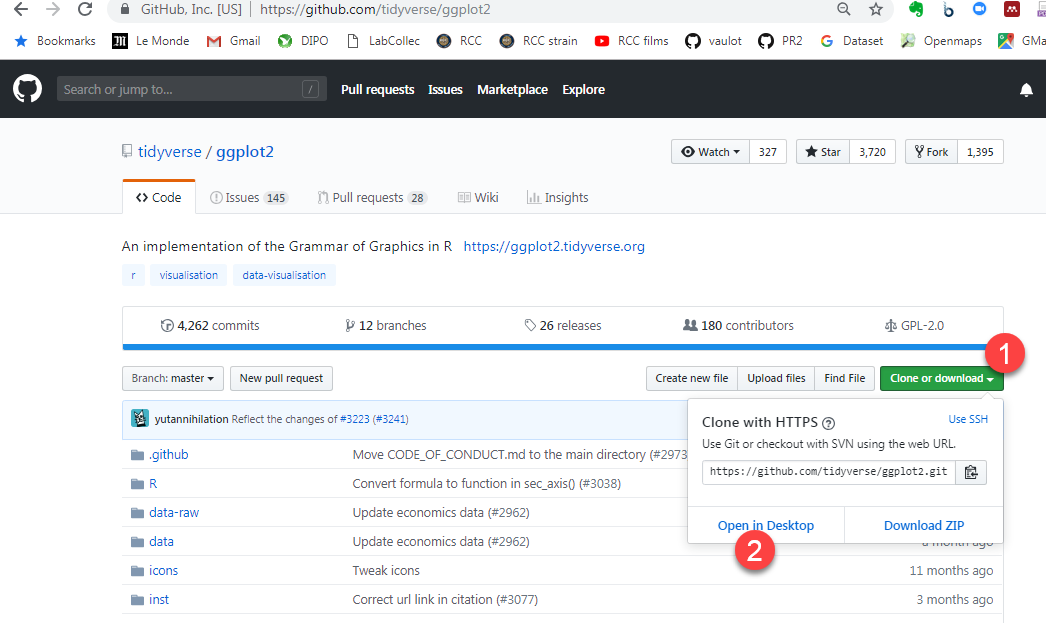 GitHub, Inc. [US] | https://github.com/tidyverse/ggplot2
Bookmarks M Le Monde Gmail DIPO LabCollec RCC RCC strain RCC films vaulot PR2 Dataset Openmaps GMa
Search or jump to... / Pull requests Issues Marketplace Explore
tidyverse / ggplot2 Watch 327 Star 3,720 Fork 1,395
Code Issues 145 Pull requests 28 Wiki Insights
An implementation of the Grammar of Graphics in R https://ggplot2.tidyverse.org
r visualisation data-visualisation
4,262 commits 12 branches 26 releases 180 contributors GPL-2.0
1
Branch: master New pull request Create new file Upload files Find File Clone or download
yutannihilation Reflect the changes of #3223 (#3241)
Clone with HTTPS ? Use SSH
Use Git or checkout with SVN using the web URL.
https://github.com/tidyverse/ggplot2.git
Open in Desktop Download ZIP
2
.github Move CODE_OF_CONDUCT.md to the main directory (#2973
R Convert formula to function in sec_axis() (#3038)
data-raw Update economics data (#2962)
data Update economics data (#2962) a month ago
icons Tweak icons 11 months ago
inst Correct url link in citation (#3077) 3 months ago